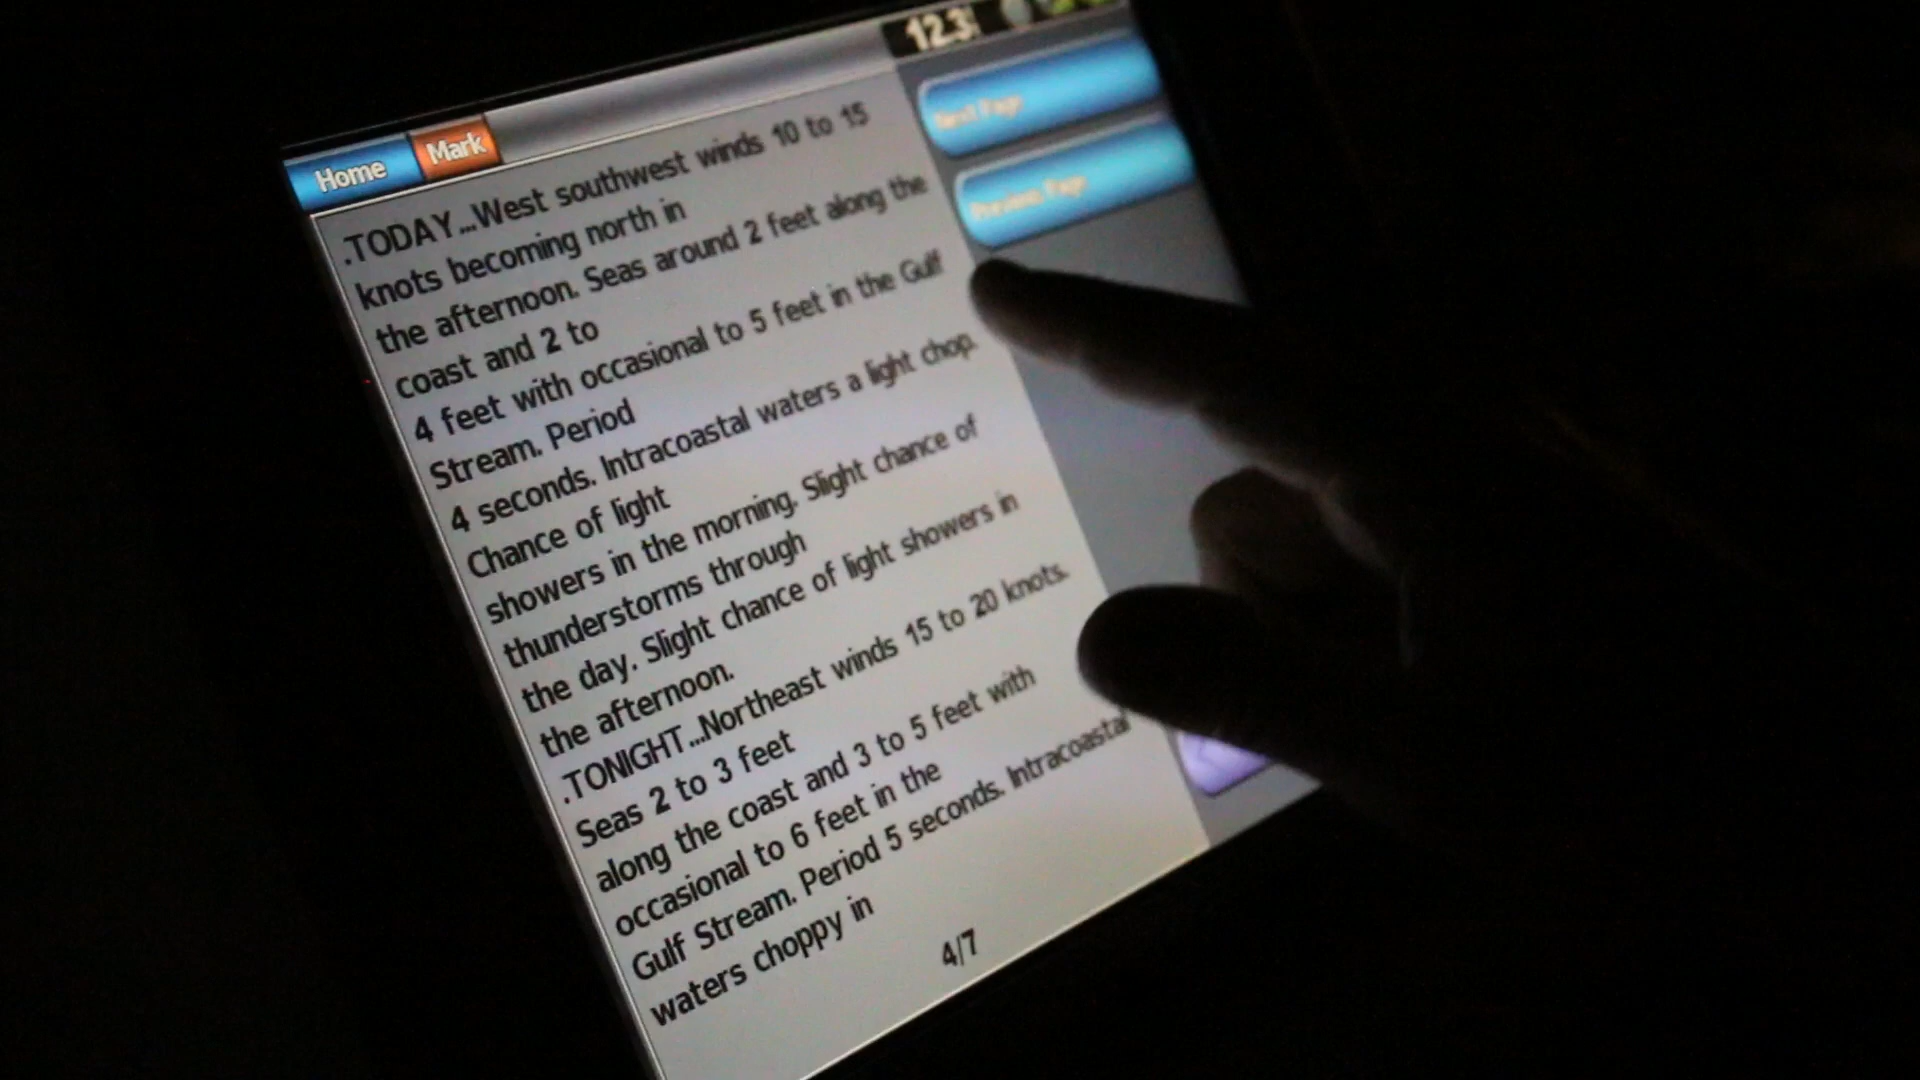 12.3
Home
Mark
Next Page
Previous Page
.TODAY...West southwest winds 10 to 15
knots becoming north in
the afternoon. Seas around 2 feet along the
coast and 2 to
4 feet with occasional to 5 feet in the Gulf
Stream. Period
4 seconds. Intracoastal waters a light chop.
Chance of light
showers in the morning. Slight chance of
thunderstorms through
the day. Slight chance of light showers in
the afternoon.
.TONIGHT...Northeast winds 15 to 20 knots.
Seas 2 to 3 feet
along the coast and 3 to 5 feet with
occasional to 6 feet in the
Gulf Stream. Period 5 seconds. Intracoastal
waters choppy in
4/7